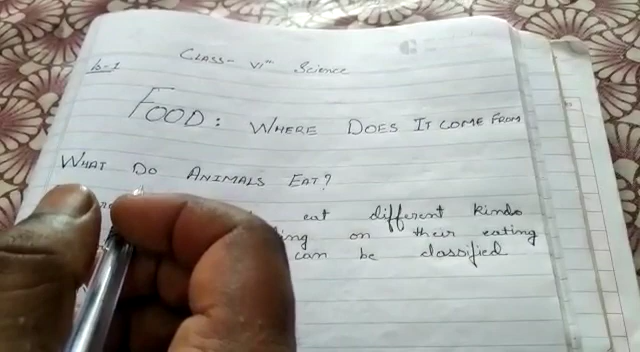 Class- VIth Science
b-1
FOOD: WHERE DOES IT COME FROM
WHAT DO ANIMALS EAT?
eat different kinds
on their eating
can be classified